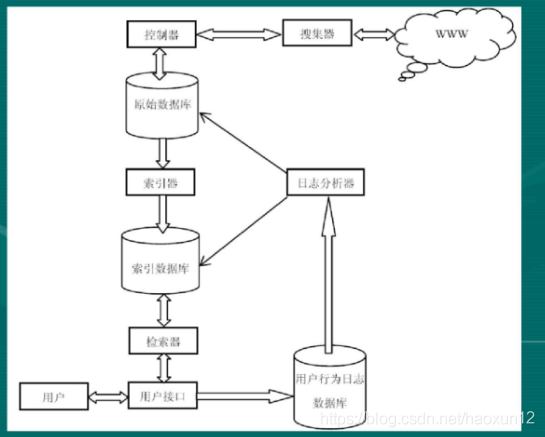 控制器
搜集器
WWW
原始数据库
索引器
日志分析器
索引数据库
检索器
用户行为日志
数据库
用户
用户接口
https://blog.csdn.net/haoxun12